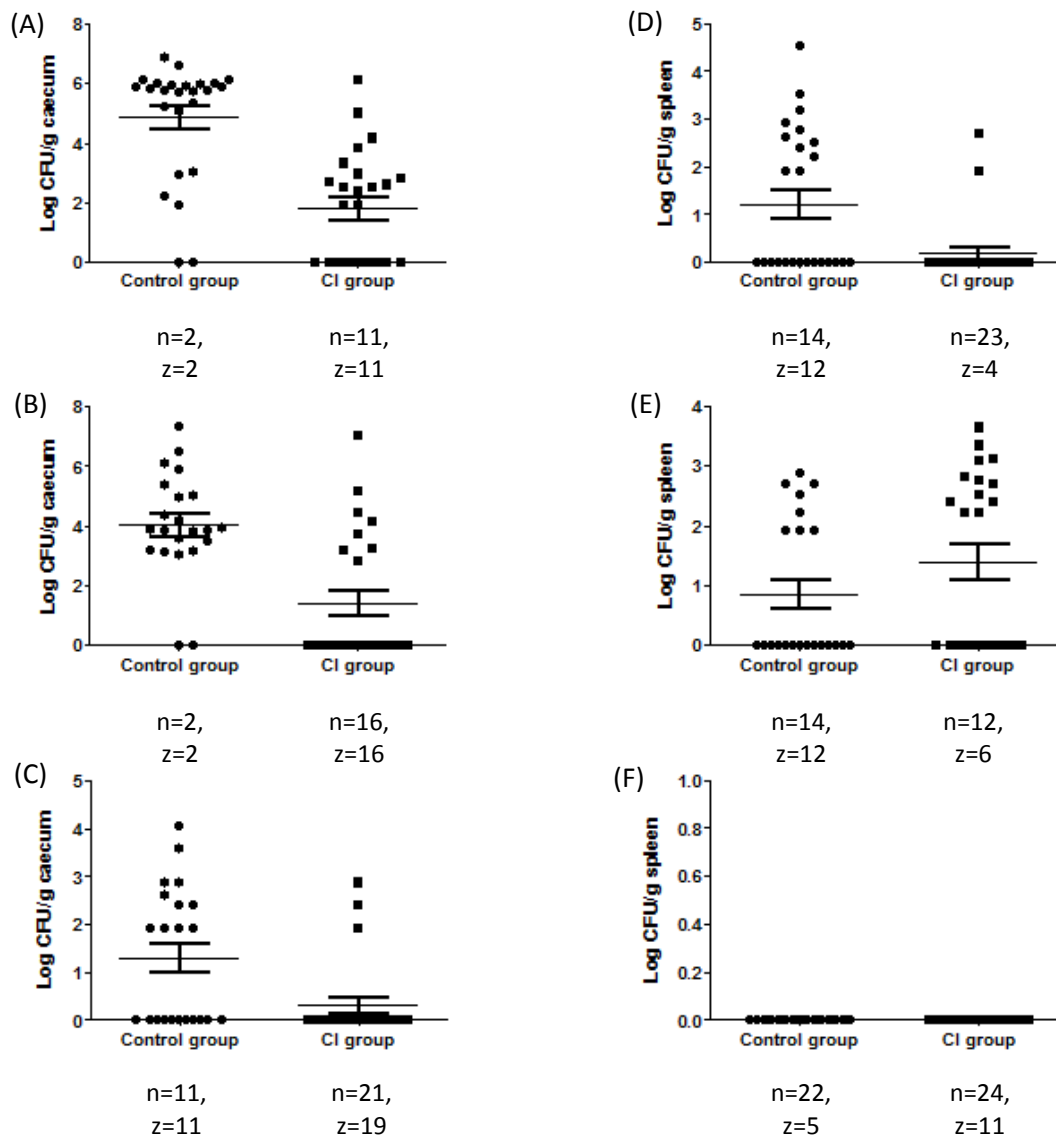 (A)
Log CFU/g caecum
8
6
4
2
0
Control group CI group
n=2, n=11,
z=2 z=11
(B)
Log CFU/g caecum
8
6
4
2
0
Control group CI group
n=2, n=16,
z=2 z=16
(C)
Log CFU/g caecum
5
4
3
2
1
0
Control group CI group
n=11, n=21,
z=11 z=19
(D)
Log CFU/g spleen
5
4
3
2
1
0
Control group CI group
n=14, n=23,
z=12 z=4
(E)
Log CFU/g spleen
4
3
2
1
0
Control group CI group
n=14, n=12,
z=12 z=6
(F)
Log CFU/g spleen
1.0
0.8
0.6
0.4
0.2
0.0
Control group CI group
n=22, n=24,
z=5 z=11